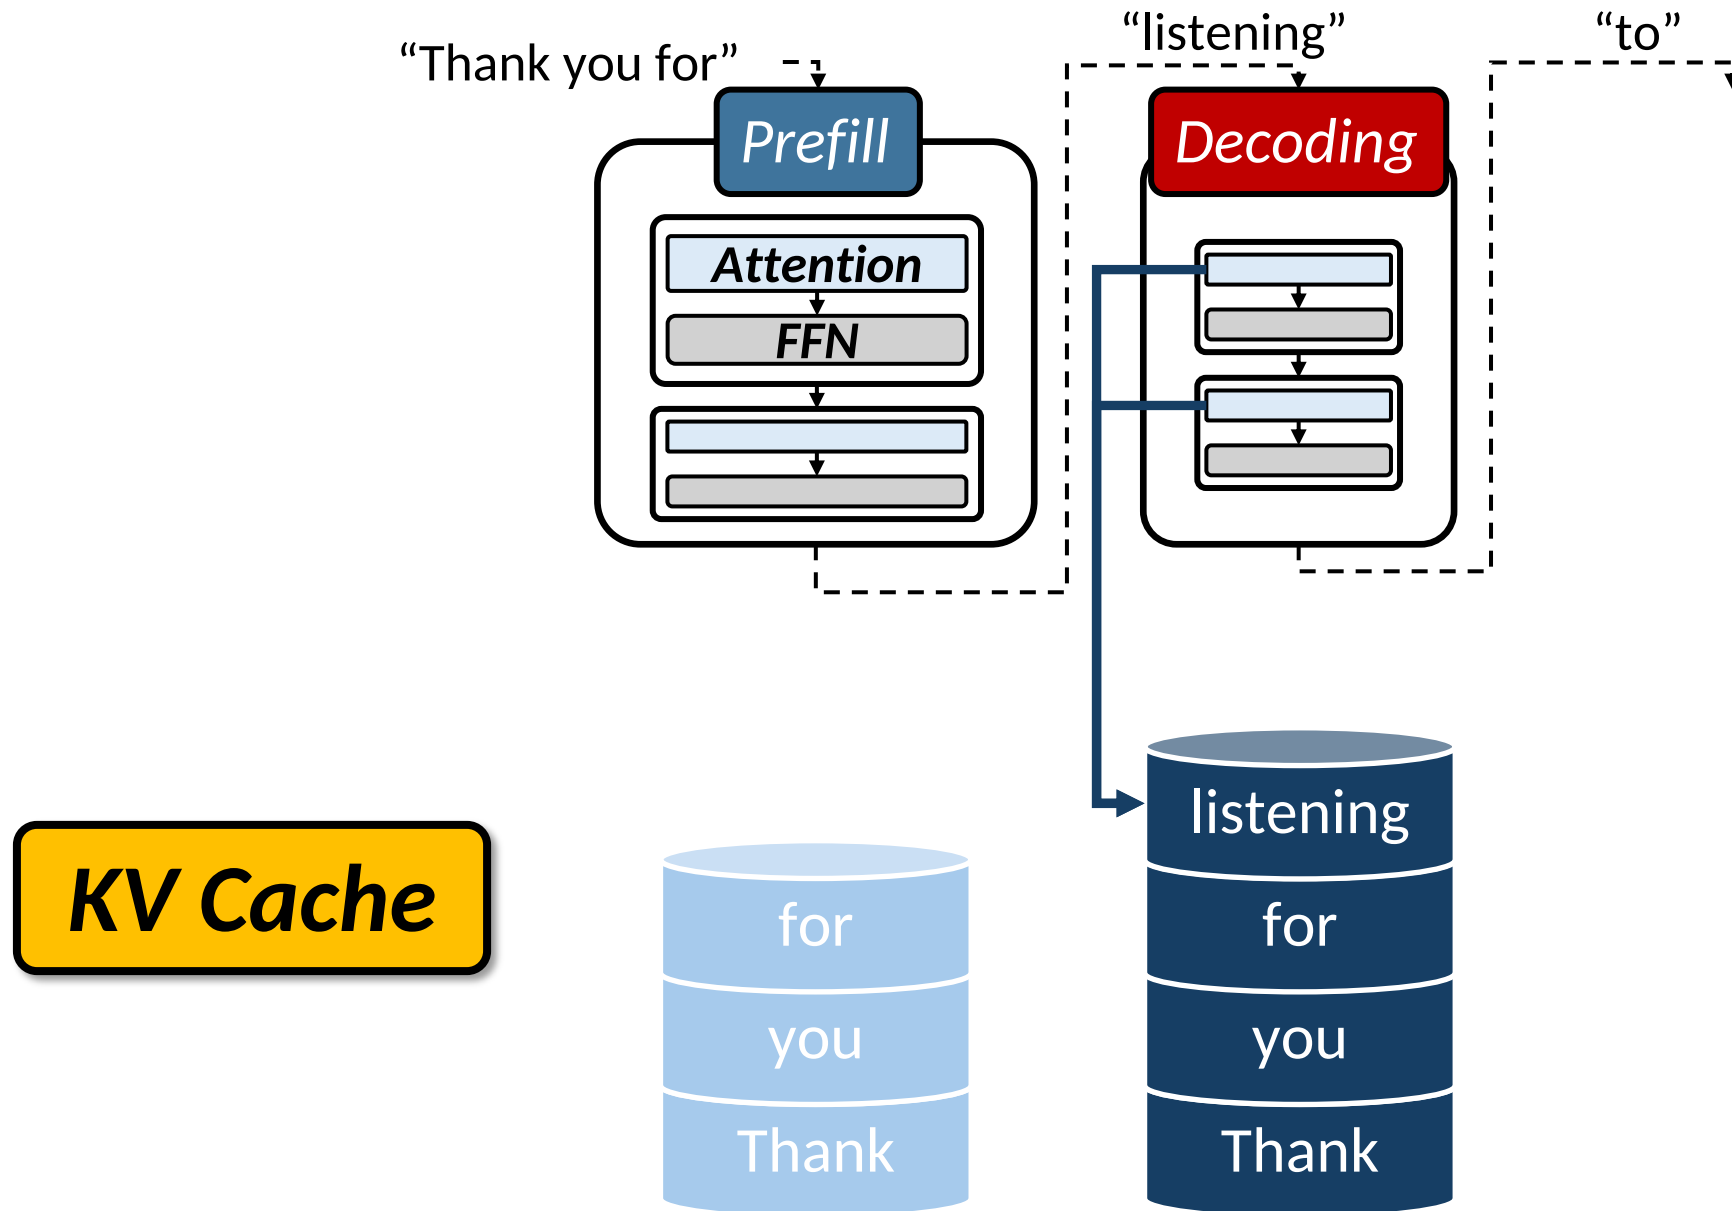 “Thank you for”
“listening”
“to”
Prefill
Decoding
Attention
FFN
KV Cache
for
you
Thank
listening
for
you
Thank